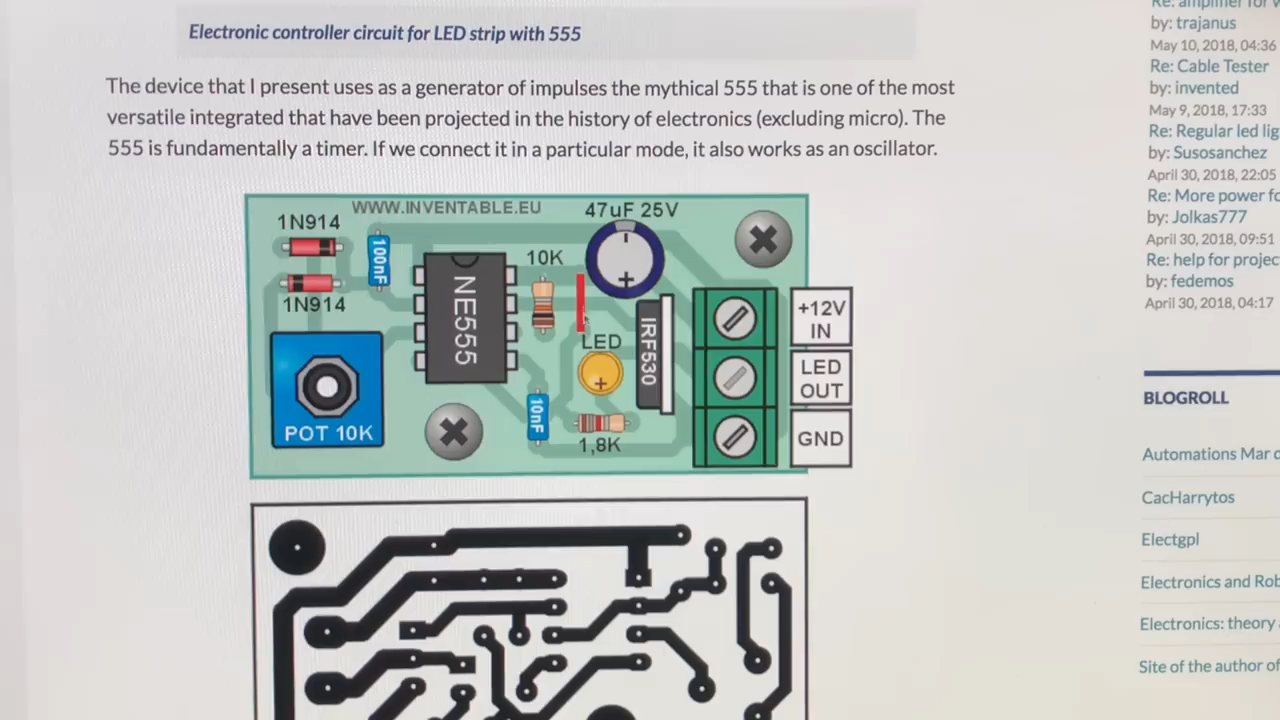 Electronic controller circuit for LED strip with 555
The device that I present uses as a generator of impulses the mythical 555 that is one of the most
versatile integrated that have been projected in the history of electronics (excluding micro). The
555 is fundamentally a timer. If we connect it in a particular mode, it also works as an oscillator.
WWW.INVENTABLE.EU
1N914
100nF
1N914
POT 10K
NE555
10K
47uF 25V
LED
IRF530
10nF
1,8K
+12V
IN
LED
OUT
GND
Re: amplifier for
by: trajanus
May 10, 2018, 04:36
Re: Cable Tester
by: invented
May 9, 2018, 17:33
Re: Regular led lig
by: Susosanchez
April 30, 2018, 22:05
Re: More power fo
by: Jolkas777
April 30, 2018, 09:51
Re: help for projec
by: fedemos
April 30, 2018, 04:17
BLOGROLL
Automations Mar d
CacHarrytos
Electgpl
Electronics and Rob
Electronics: theory
Site of the author of